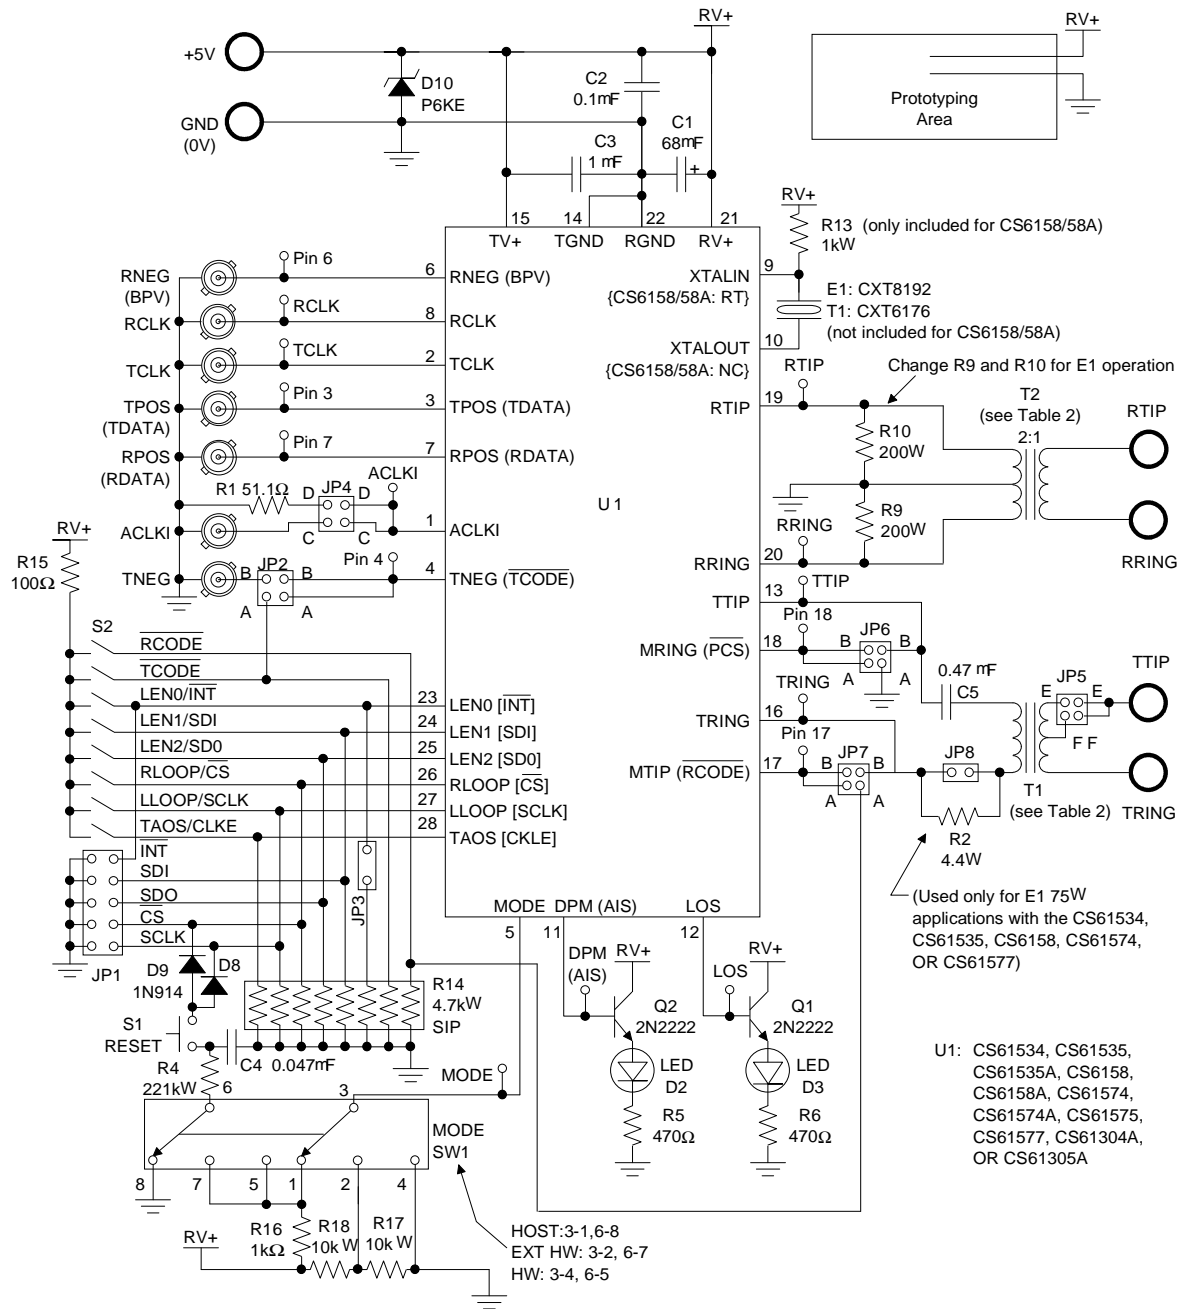 RV+
RV+
+5V
D10
P6KE
C2
0.1mF
Prototyping
Area
GND
(0V)
C1
68mF
+
C3
1 mF
RV+
15
14
22
21
R13 (only included for CS6158/58A)
1kW
TV+
TGND
RGND
RV+
Pin 6
RNEG
(BPV)
6
RNEG (BPV)
XTALIN
9
{CS6158/58A: RT}
E1: CXT8192
T1: CXT6176
(not included for CS6158/58A)
RCLK
RCLK
8
RCLK
XTALOUT
10
{CS6158/58A: NC}
TCLK
TCLK
2
TCLK
RTIP
Change R9 and R10 for E1 operation
TPOS
(TDATA)
Pin 3
3
TPOS (TDATA)
RTIP
19
T2
(see Table 2)
2:1
RTIP
R10
200W
RPOS
(RDATA)
Pin 7
7
RPOS (RDATA)
R1 51.1Ω
D
JP4
D
ACLKI
U1
R9
200W
RRING
RV+
ACLKI
C
C
1
ACLKI
RRING
20
RRING
R15
100Ω
TNEG
B
JP2
B
Pin 4
4
TNEG (TCODE)
A
A
TTIP
13
TTIP
Pin 18
S2
RCODE
MRING (PCS)
18
B
JP6
B
A
TCODE
0.47 mF
C5
E
JP5
E
TTIP
LEN0/INT
23
LEN0 [INT]
TRING
16
TRING
LEN1/SDI
24
LEN1 [SDI]
Pin 17
F F
LEN2/SD0
25
LEN2 [SD0]
MTIP (RCODE)
17
B
JP7
B
A
A
JP8
RLOOP/CS
26
RLOOP [CS]
T1
(see Table 2)
TRING
LLOOP/SCLK
27
LLOOP [SCLK]
R2
4.4W
TAOS/CLKE
28
TAOS [CKLE]
INT
SDI
SDO
CS
SCLK
JP1
JP3
(Used only for E1 75W
applications with the CS61534,
CS61535, CS6158, CS61574,
OR CS61577)
MODE
DPM (AIS)
LOS
5
11
12
D9
1N914
D8
R14
4.7kW
SIP
DPM
(AIS)
RV+
LOS
RV+
Q2
2N2222
Q1
2N2222
S1
RESET
C4
0.047mF
R4
221kW
6
3
MODE
LED
D2
LED
D3
R5
470Ω
R6
470Ω
U1: CS61534, CS61535,
CS61535A, CS6158,
CS6158A, CS61574,
CS61574A, CS61575,
CS61577, CS61304A,
OR CS61305A
MODE
SW1
8
7
5
1
2
4
R16
1kΩ
R18
10k W
R17
10k W
RV+
HOST:3-1,6-8
EXT HW: 3-2, 6-7
HW: 3-4, 6-5